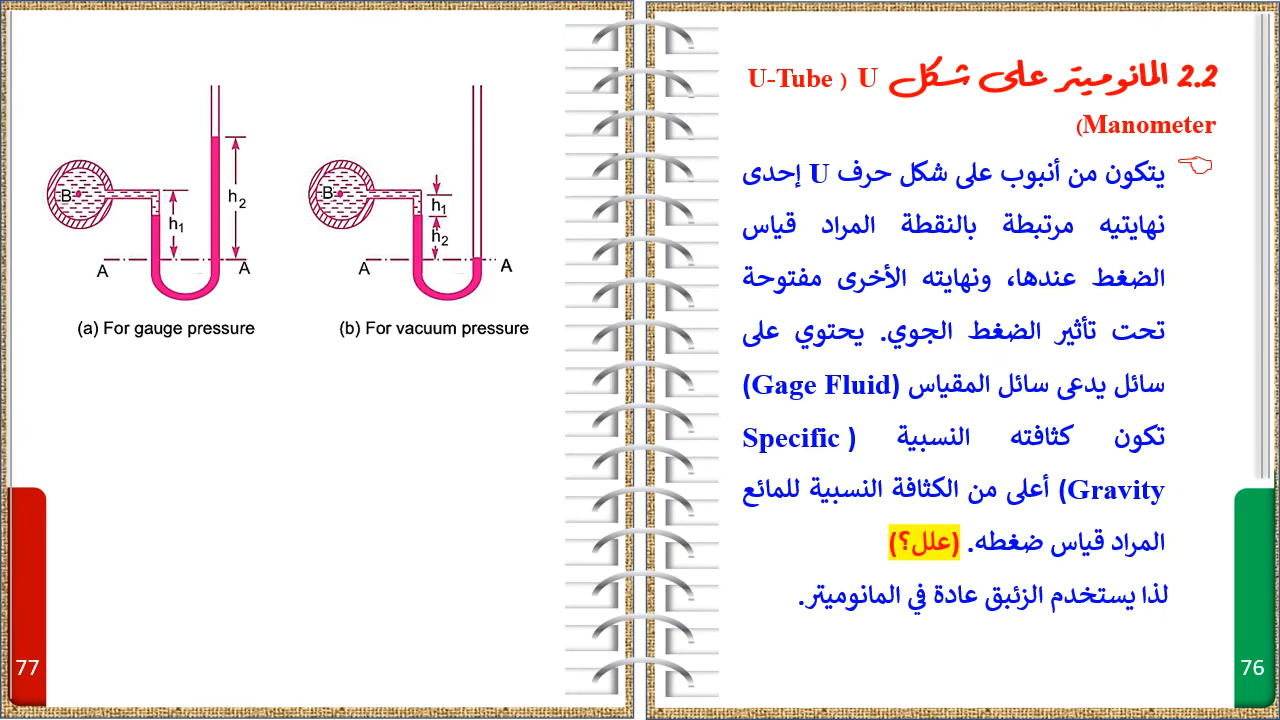 2.2 المانوميتر على شكل U ( U-Tube
Manometer)
يتكون من أنبوب على شكل حرف U إحدى
نهايتيه مرتبطة بالنقطة المراد قياس
الضغط عندها، ونهايته الأخرى مفتوحة
تحت تأثير الضغط الجوي. يحتوي على
سائل يدعى سائل المقياس (Gage Fluid)
تكون كثافته النسبية ( Specific
Gravity) أعلى من الكثافة النسبية للمائع
المراد قياس ضغطه. (علل؟)
لذا يستخدم الزئبق عادة في المانوميتر.
76
B
h1
h2
A
A
(a) For gauge pressure
B
h1
h2
A
A
(b) For vacuum pressure
77